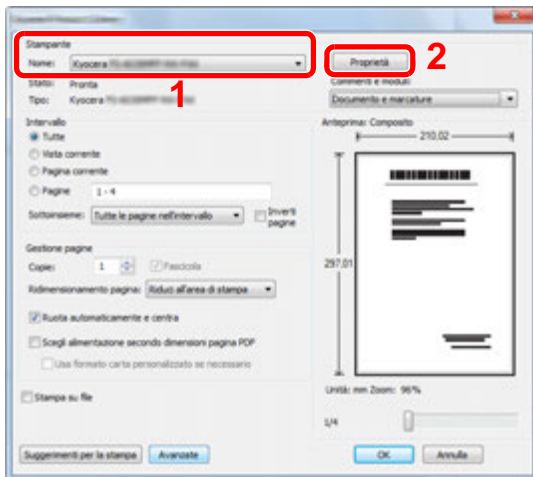 Stampante
Nome: Kyocera
Proprietà
2
1
Stato: Pronta
Commenti e moduli:
Tipo: Kyocera
Documento e marcature
Intervallo
Anteprima: Composito
Tutte
210,02
Vista corrente
Pagina corrente
Pagine 1 - 4
Sottoinsieme: Tutte le pagine nell'intervallo
Inverti pagine
Gestione pagine
Copie: 1 Fascicola
297,01
Ridimensionamento pagina: Riduci all'area di stampa
Ruota automaticamente e centra
Scegli alimentazione secondo dimensioni pagina PDF
Usa formato carta personalizzato se necessario
Unità: mm Zoom: 96%
Stampa su file
1/4
Suggerimenti per la stampa
Avanzate
OK
Annulla